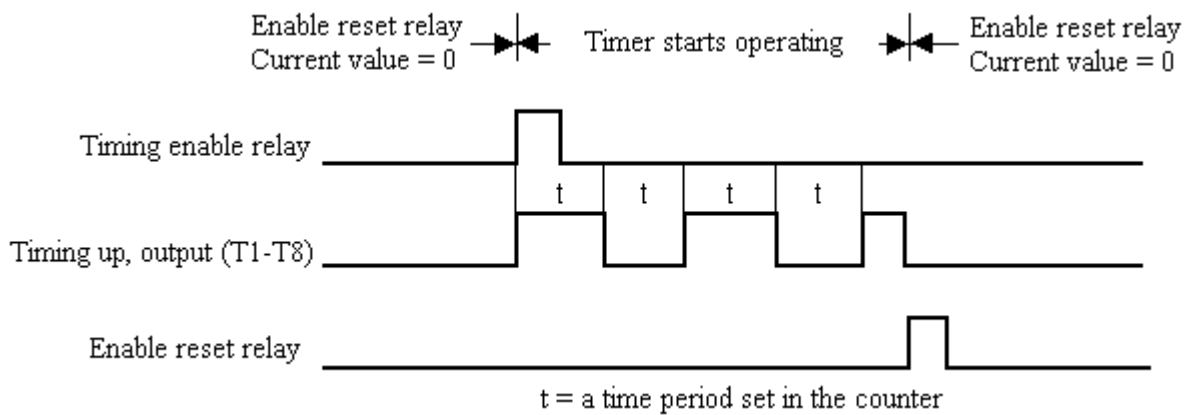 Enable reset relay
Current value = 0
Timer starts operating
Enable reset relay
Current value = 0
Timing enable relay
t
t
t
t
Timing up, output (T1-T8)
Enable reset relay
t = a time period set in the counter